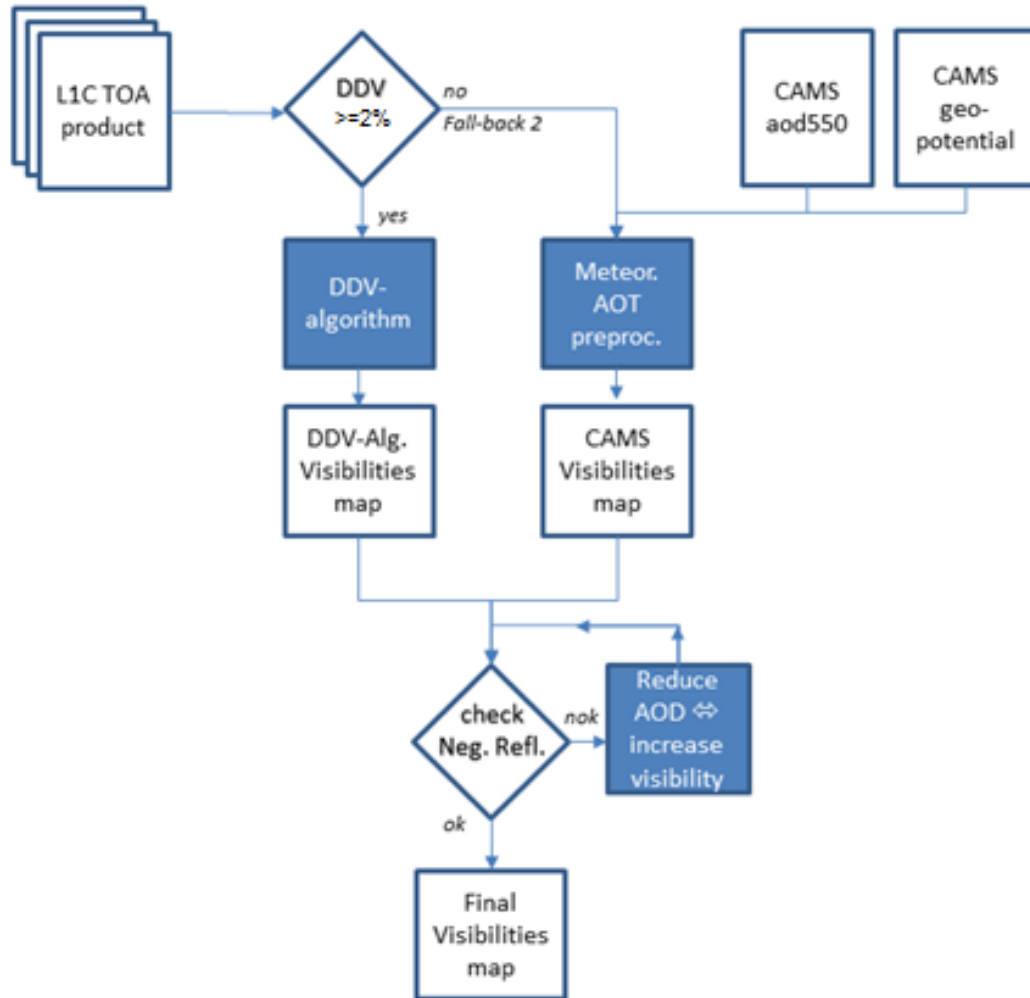 L1C TOA
product
DDV
>=2%
no
Fall-back 2
CAMS
aod550
CAMS
geo-
potential
yes
DDV-
algorithm
Meteor.
AOT
preproc.
DDV-Alg.
Visibilities
map
CAMS
Visibilities
map
check
Neg. Refl.
nok
Reduce
AOD ⇔
increase
visibility
ok
Final
Visibilities
map